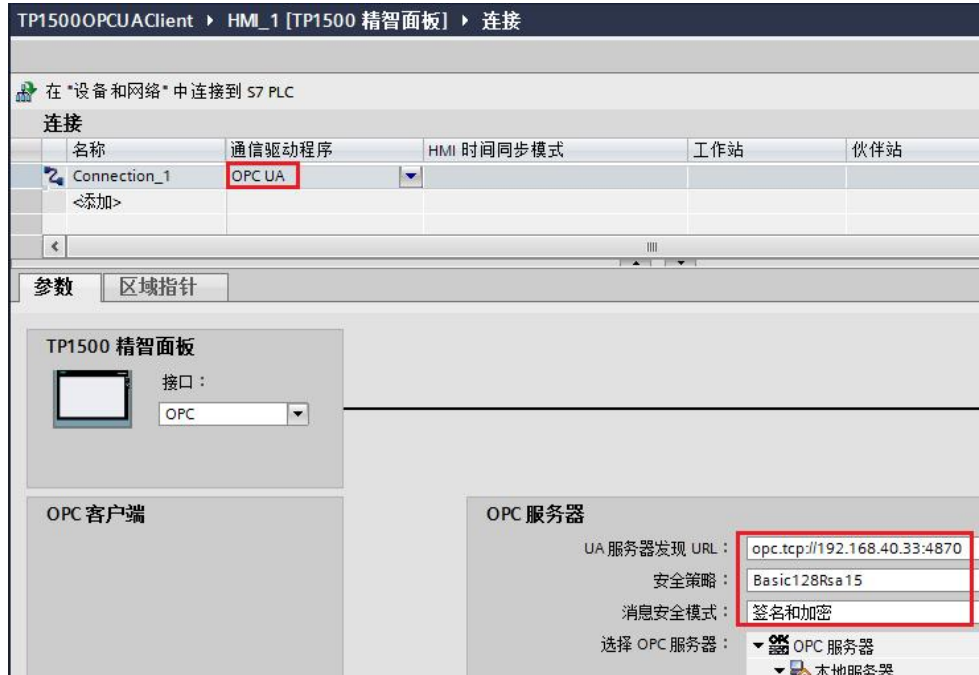 TP1500OPCUAClient ▸ HMI_1 [TP1500 精智面板] ▸ 连接
在 "设备和网络" 中连接到 S7 PLC
连接
名称 通信驱动程序 HMI 时间同步模式 工作站 伙伴站
Connection_1 OPC UA
<添加>
参数 区域指针
TP1500 精智面板
接口：
OPC
OPC 客户端 OPC 服务器
UA 服务器发现 URL： opc.tcp://192.168.40.33:4870
安全策略： Basic128Rsa15
消息安全模式： 签名和加密
选择 OPC 服务器： OPC 服务器
本地服务器